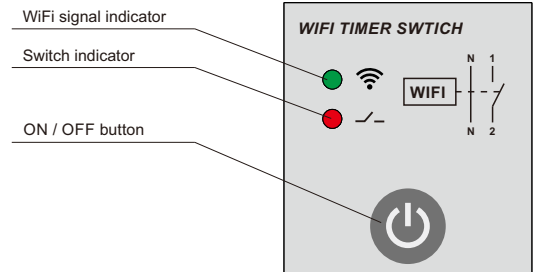 WiFi signal indicator
Switch indicator
ON / OFF button
WIFI TIMER SWTICH
N 1
WIFI
N 2